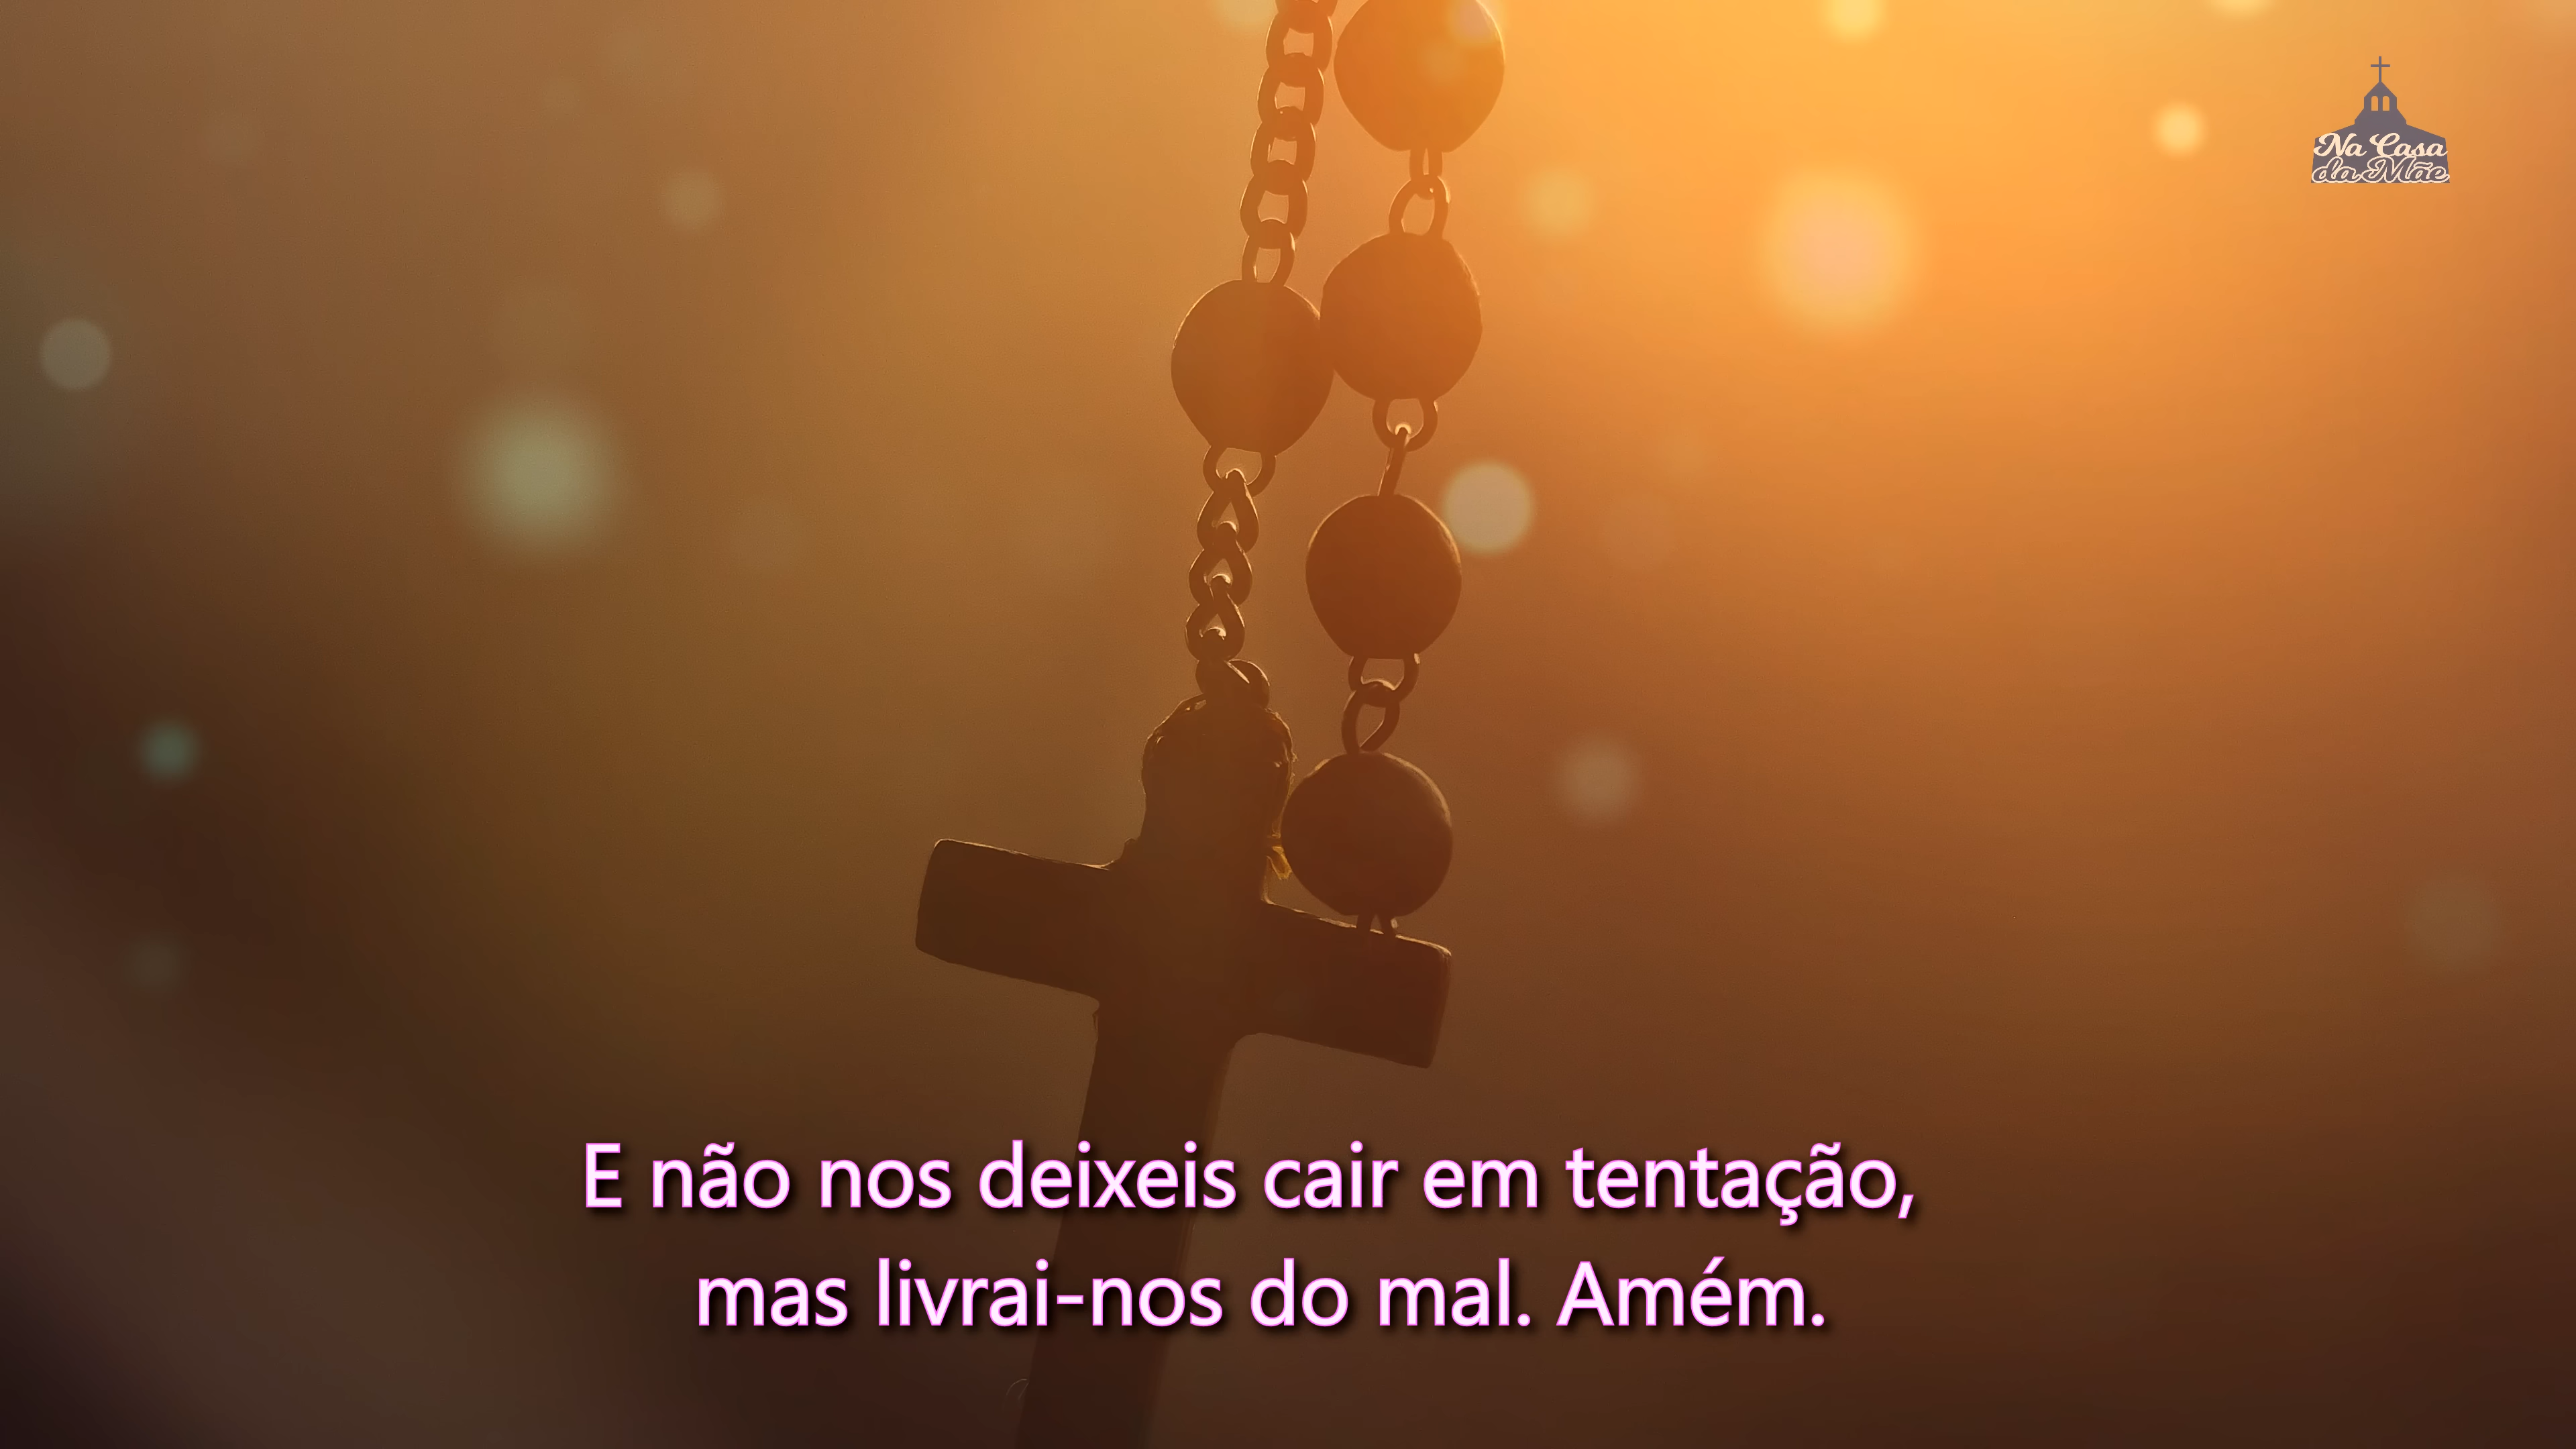 Na Casa
da Mãe
E não nos deixeis cair em tentação,
mas livrai-nos do mal. Amém.